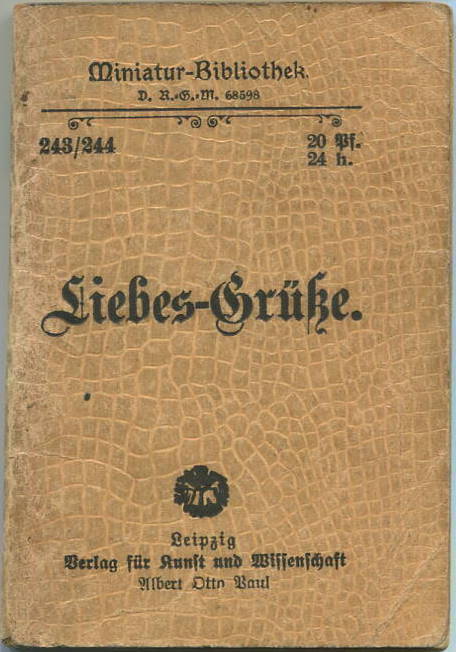 Miniatur-Bibliothek.
D. R.-G.-M. 68598
243/244
20 Pf.
24 h.
Liebes-Grüße.
Leipzig
Verlag für Kunst und Wissenschaft
Albert Otto Paul